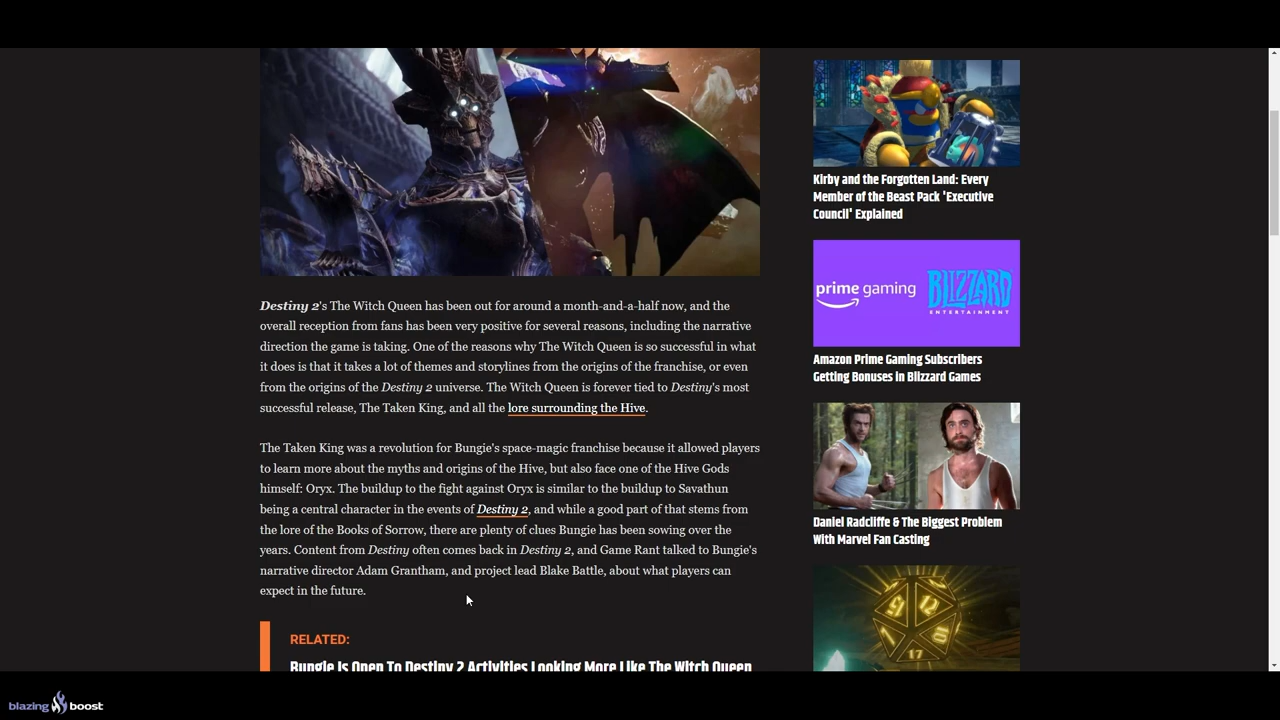 Destiny 2's The Witch Queen has been out for around a month-and-a-half now, and the
overall reception from fans has been very positive for several reasons, including the narrative
direction the game is taking. One of the reasons why The Witch Queen is so successful in what
it does is that it takes a lot of themes and storylines from the origins of the franchise, or even
from the origins of the Destiny 2 universe. The Witch Queen is forever tied to Destiny's most
successful release, The Taken King, and all the lore surrounding the Hive.
The Taken King was a revolution for Bungie's space-magic franchise because it allowed players
to learn more about the myths and origins of the Hive, but also face one of the Hive Gods
himself: Oryx. The buildup to the fight against Oryx is similar to the buildup to Savathun
being a central character in the events of Destiny 2, and while a good part of that stems from
the lore of the Books of Sorrow, there are plenty of clues Bungie has been sowing over the
years. Content from Destiny often comes back in Destiny 2, and Game Rant talked to Bungie's
narrative director Adam Grantham, and project lead Blake Battle, about what players can
expect in the future.
RELATED:
Bungie Is Open To Destiny 2 Activities Looking More Like The Witch Queen
Kirby and the Forgotten Land: Every
Member of the Beast Pack 'Executive
Council' Explained
prime gaming
BLIZZARD
ENTERTAINMENT
Amazon Prime Gaming Subscribers
Getting Bonuses in Blizzard Games
Daniel Radcliffe & The Biggest Problem
With Marvel Fan Casting
12
17
blazing boost